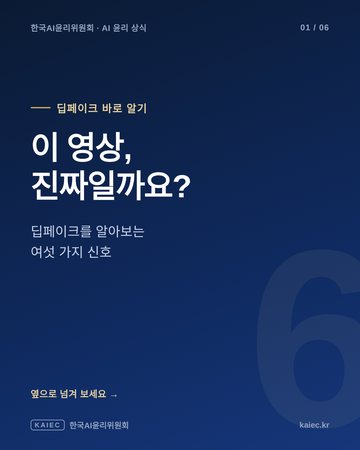 한국AI윤리위원회 · AI 윤리 상식
01 / 06
딥페이크 바로 알기
이 영상,
진짜일까요?
딥페이크를 알아보는
여섯 가지 신호
6
옆으로 넘겨 보세요 →
KAIEC 한국AI윤리위원회
kaiec.kr